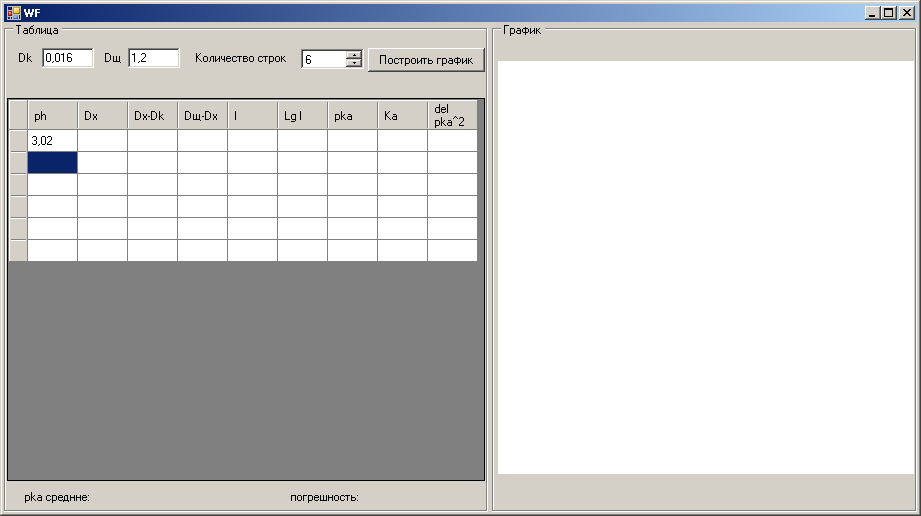 WF
Таблица
График
Dk 0,016 Dщ 1,2 Количество строк 6 Построить график
ph Dx Dx-Dk Dщ-Dx I Lg I pka Ka del pka^2
3,02
pka среднне: погрешность: